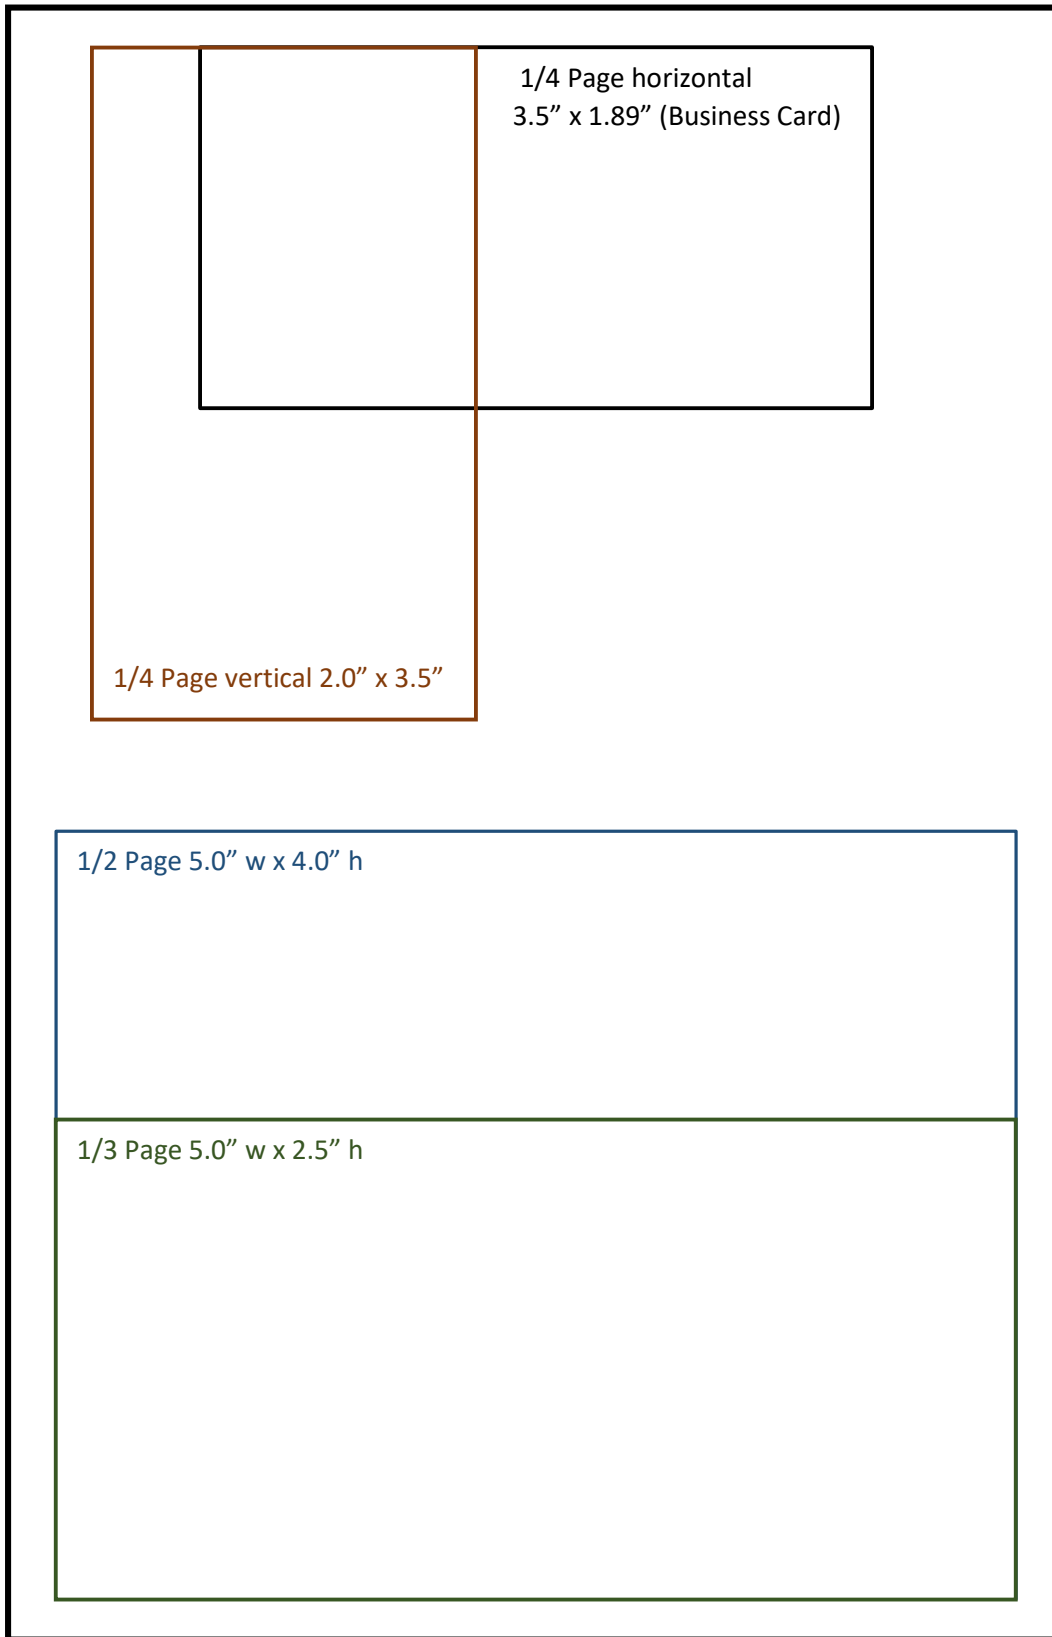 1/4 Page horizontal
3.5” x 1.89” (Business Card)
1/4 Page vertical 2.0” x 3.5”
1/2 Page 5.0” w x 4.0” h
1/3 Page 5.0” w x 2.5” h